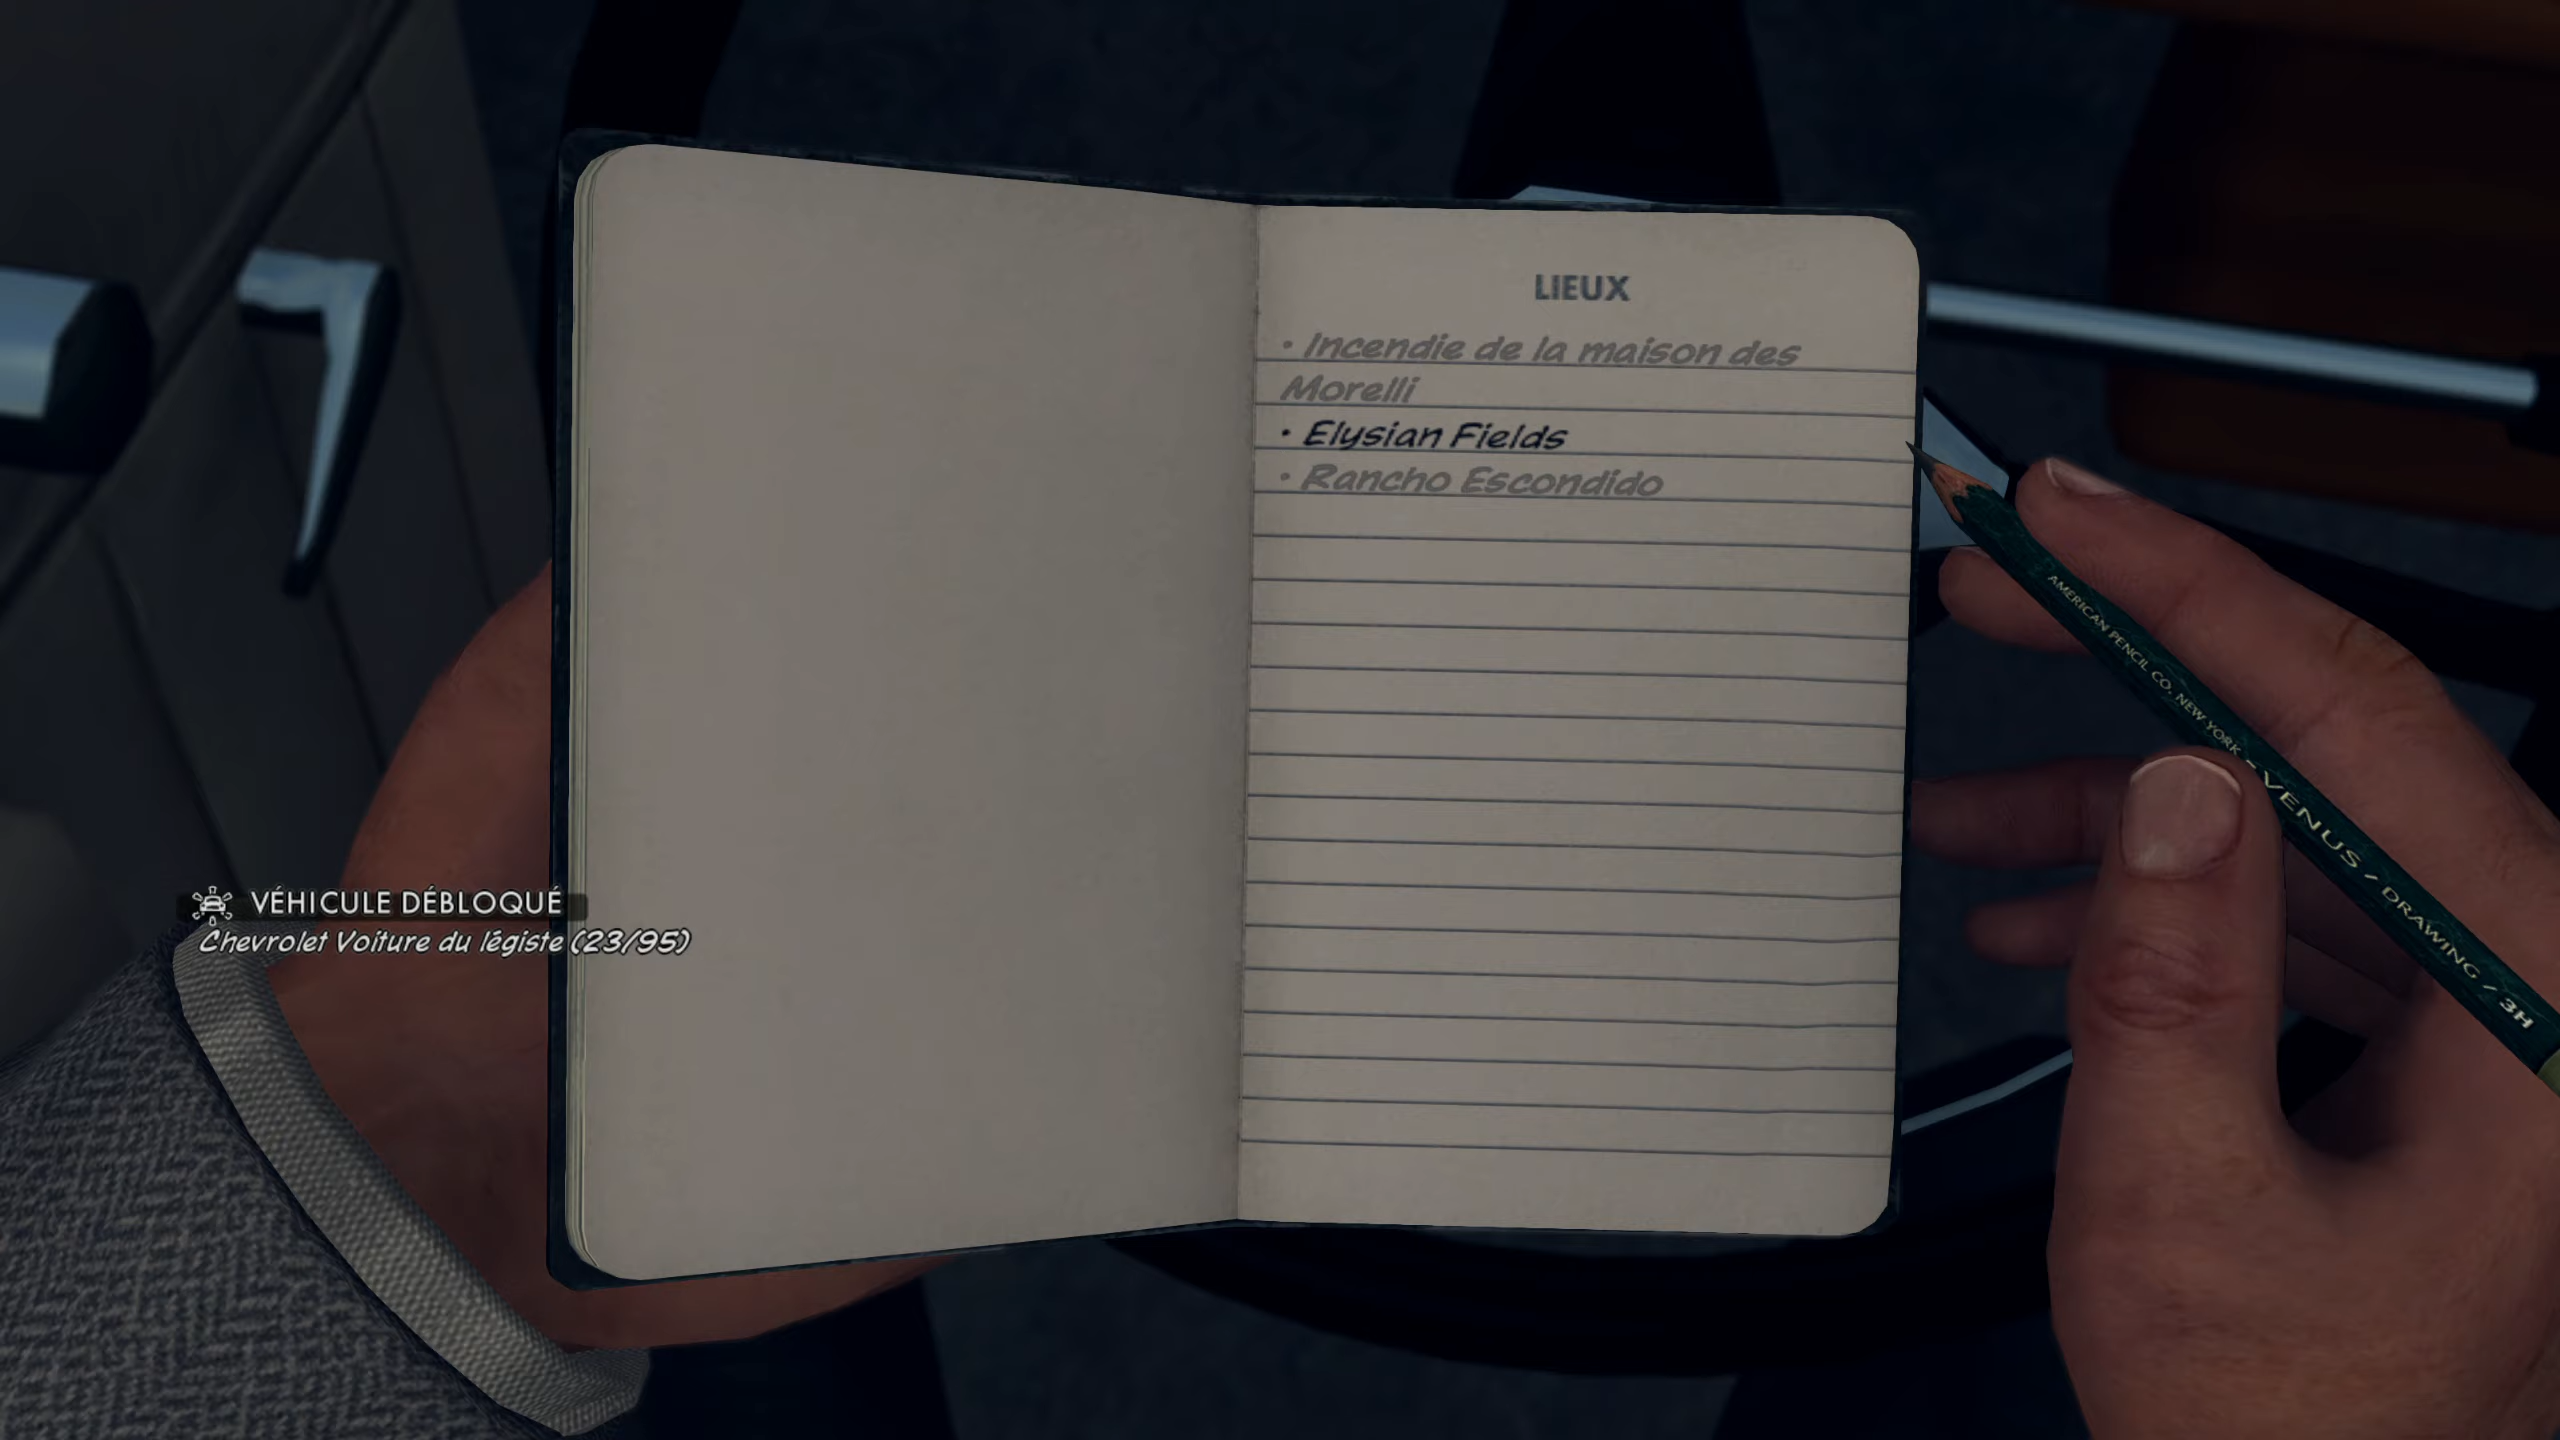 LIEUX
• Incendie de la maison des
Morelli
• Elysian Fields
• Rancho Escondido
AMERICAN PENCIL CO. NEW YORK - VENUS / DRAWING / 3H
VÉHICULE DÉBLOQUÉ
Chevrolet Voiture du légiste (23/95)